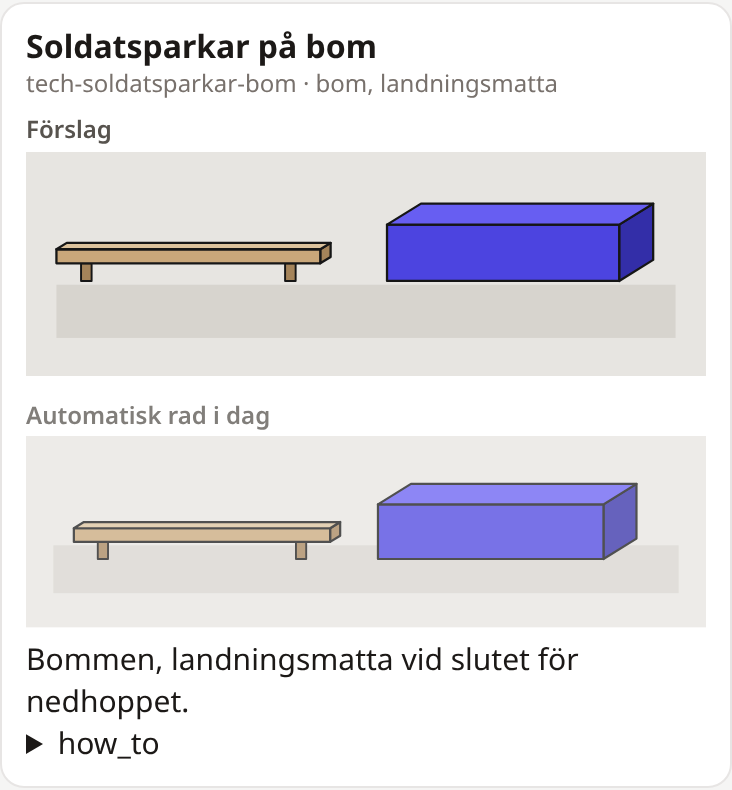 Soldatsparkar på bom
tech-soldatsparkar-bom · bom, landningsmatta
Förslag
Automatisk rad i dag
Bommen, landningsmatta vid slutet för
nedhoppet.
how_to